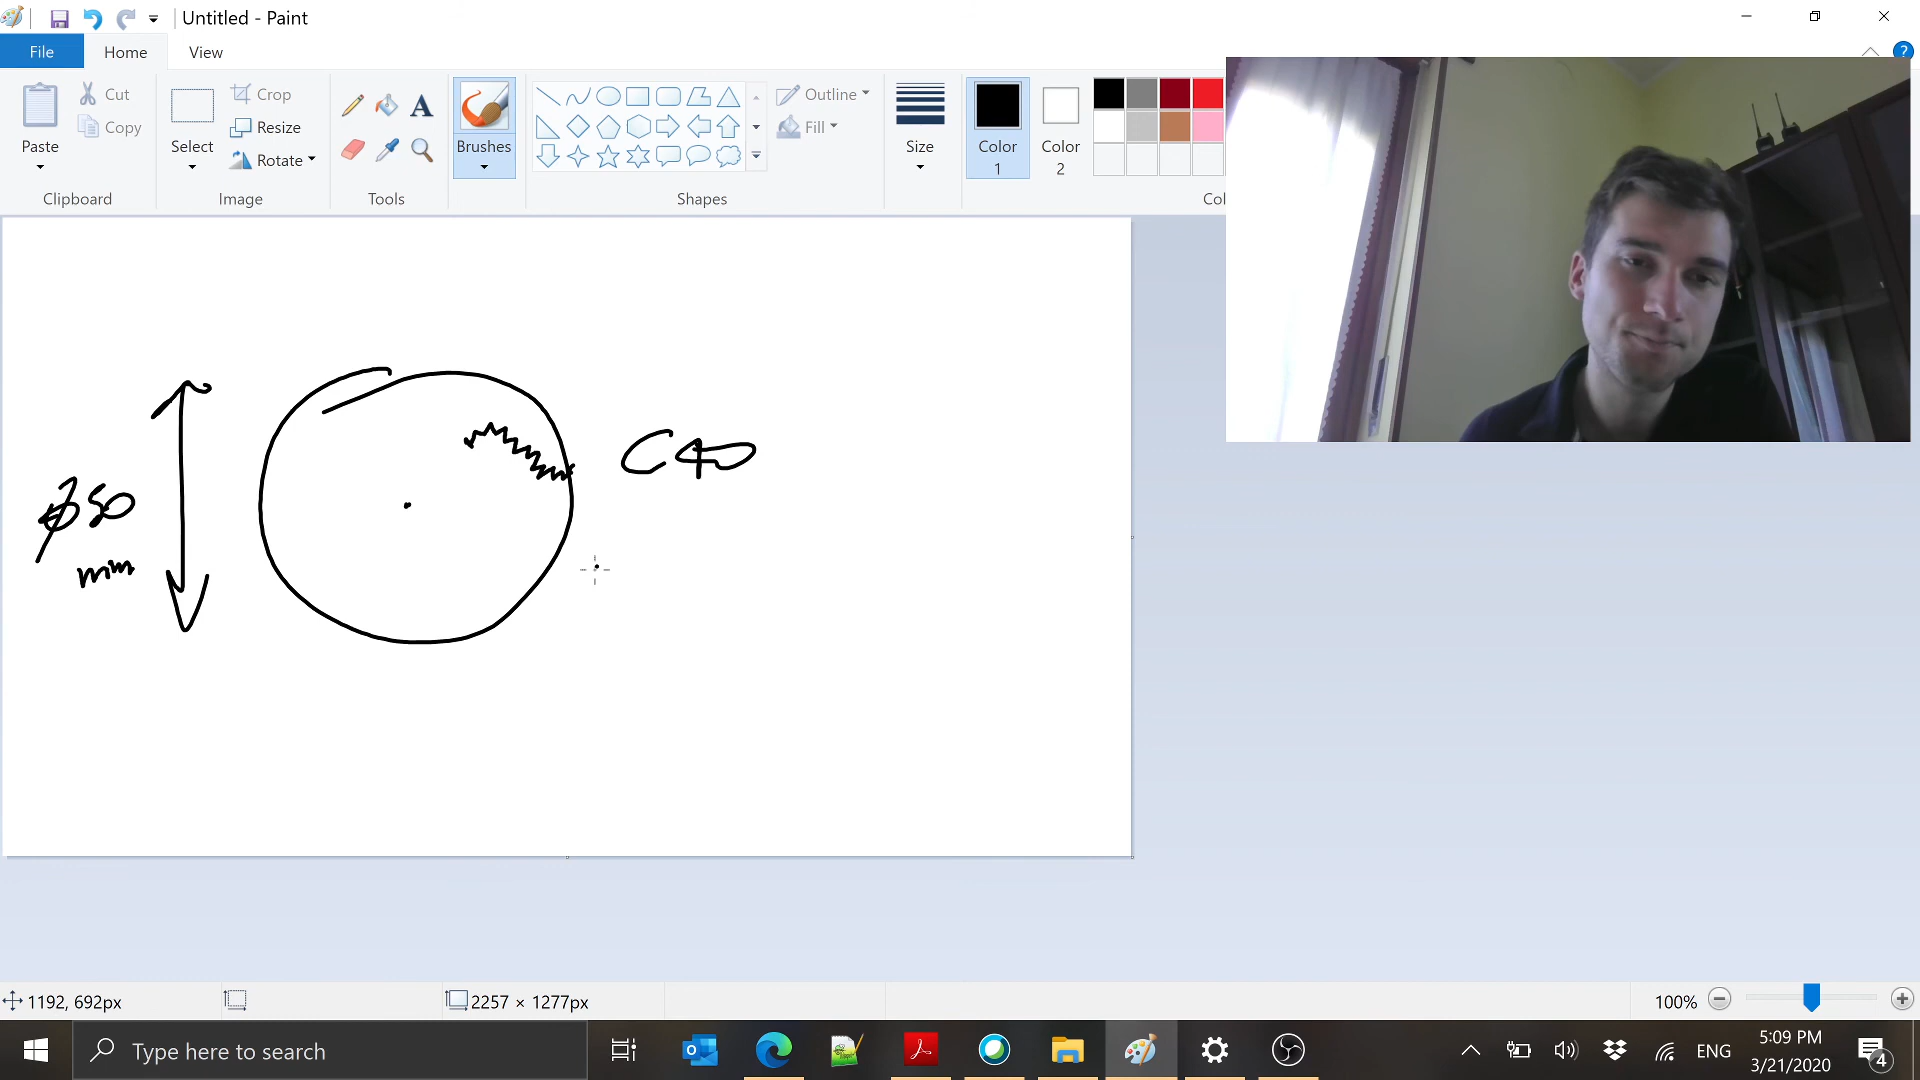 Untitled - Paint
File Home View
Paste
Cut
Copy
Clipboard
Select
Crop
Resize
Rotate
Image
Tools
Brushes
Outline
Fill
Shapes
Size
Color 1
Color 2
Col
?
Ø50
mm
C40
1192, 692px
2257 × 1277px
100%
Type here to search
ENG
5:09 PM
3/21/2020
4